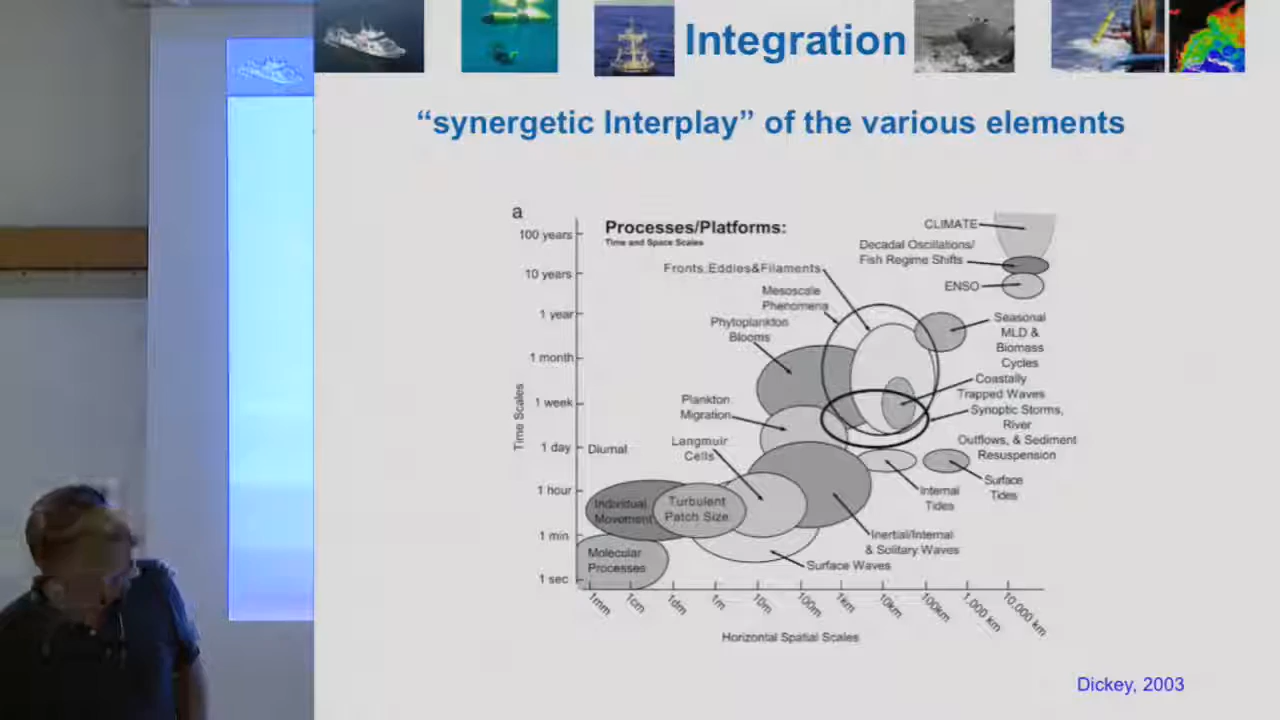 Integration
“synergetic Interplay” of the various elements
a
Processes/Platforms:
Time and Space Scales
CLIMATE
Decadal Oscillations/
Fish Regime Shifts
ENSO
Fronts, Eddies&Filaments
Mesoscale
Phenomena
Phytoplankton
Blooms
Seasonal
MLD &
Biomass
Cycles
Coastally
Trapped Waves
Plankton
Migration
Synoptic Storms,
River
Outflows, & Sediment
Resuspension
Langmuir
Cells
Surface
Tides
Internal
Tides
Individual
Movement
Turbulent
Patch Size
Inertial/Internal
& Solitary Waves
Molecular
Processes
Surface Waves
Time Scales
100 years
10 years
1 year
1 month
1 week
1 day
Diurnal
1 hour
1 min
1 sec
1mm
1cm
1dm
1m
10m
100m
1km
10km
100km
1,000 km
10,000 km
Horizontal Spatial Scales
Dickey, 2003